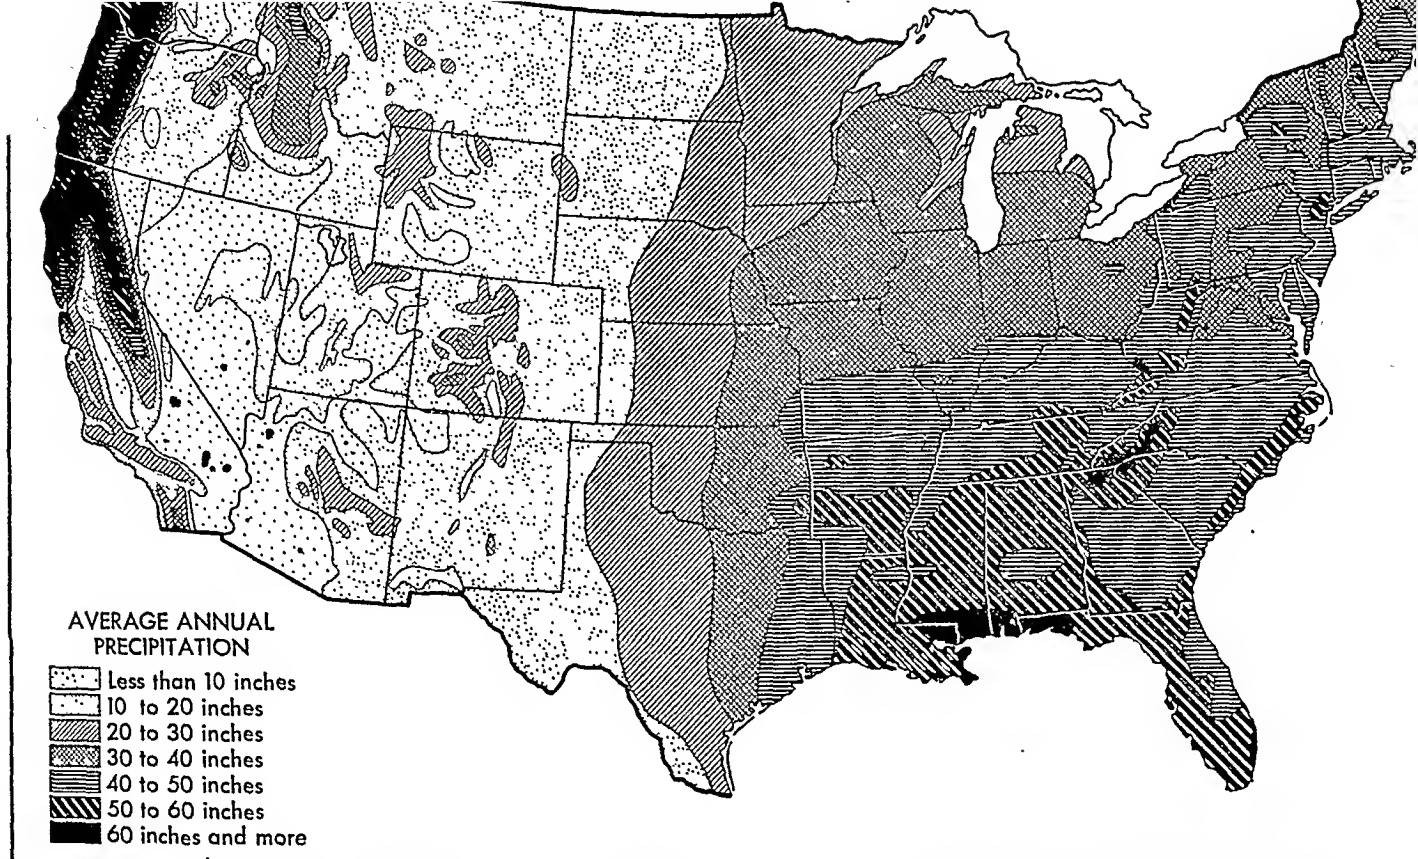 AVERAGE ANNUAL
PRECIPITATION
Less than 10 inches
10 to 20 inches
20 to 30 inches
30 to 40 inches
40 to 50 inches
50 to 60 inches
60 inches and more